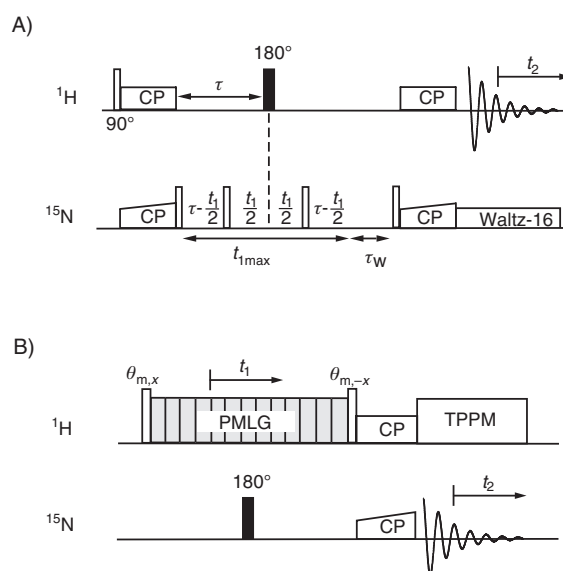 A)
180°
t₂
¹H
CP
τ
CP
90°
¹⁵N
CP
τ-t₁/2
t₁/2
t₁/2
τ-t₁/2
CP
Waltz-16
t₁max
τW
B)
θm,x
t₁
θm,–x
¹H
PMLG
CP
TPPM
180°
t₂
¹⁵N
CP